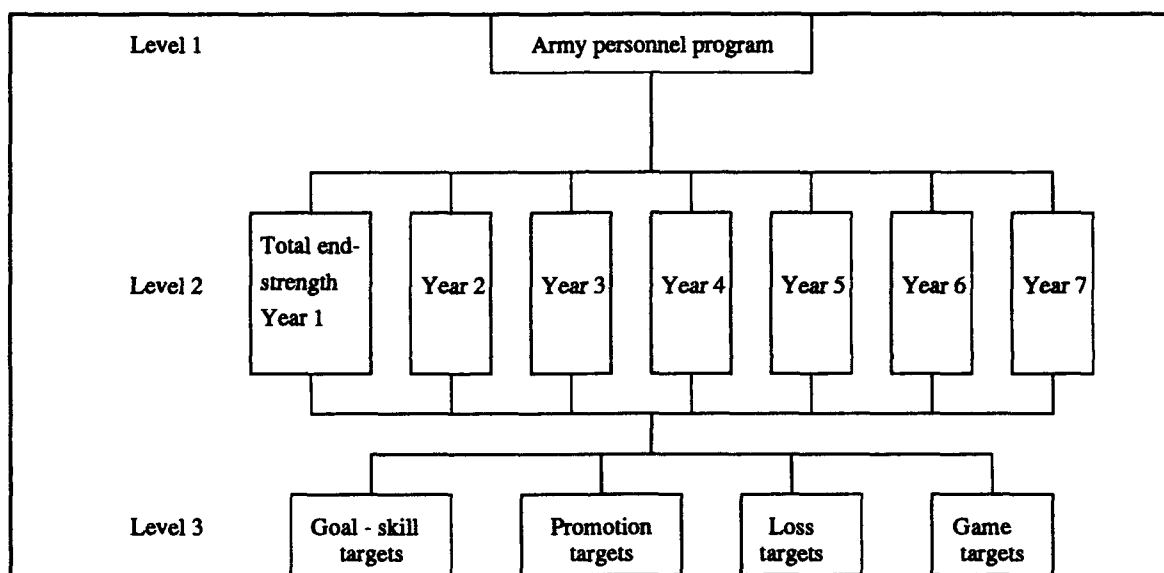 Level 1
Army personnel program
Total end-
strength
Year 1
Level 2
Year 2
Year 3
Year 4
Year 5
Year 6
Year 7
Level 3
Goal - skill
targets
Promotion
targets
Loss
targets
Game
targets